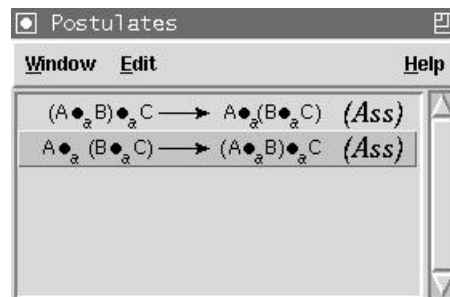 Postulates
Window Edit Help
(A●ₐB)●ₐC ⟶ A●ₐ(B●ₐC) (Ass)
A●ₐ (B●ₐC) ⟶ (A●ₐB)●ₐC (Ass)